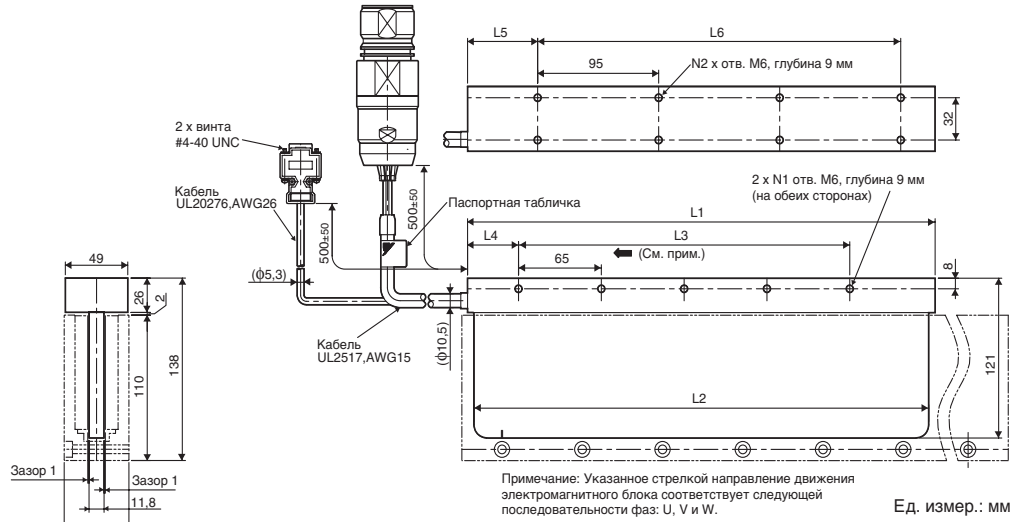 L5
L6
95
N2 x отв. M6, глубина 9 мм
32
2 x винта
#4-40 UNC
Кабель
UL20276,AWG26
500±50
500±50
Паспортная табличка
2 x N1 отв. M6, глубина 9 мм
(на обеих сторонах)
L1
L4
L3
(См. прим.)
65
8
49
26
2
(ϕ5,3)
138
110
Кабель
UL2517,AWG15
(ϕ10,5)
121
L2
Зазор 1
Зазор 1
11,8
Примечание: Указанное стрелкой направление движения
электромагнитного блока соответствует следующей
последовательности фаз: U, V и W.
Ед. измер.: мм